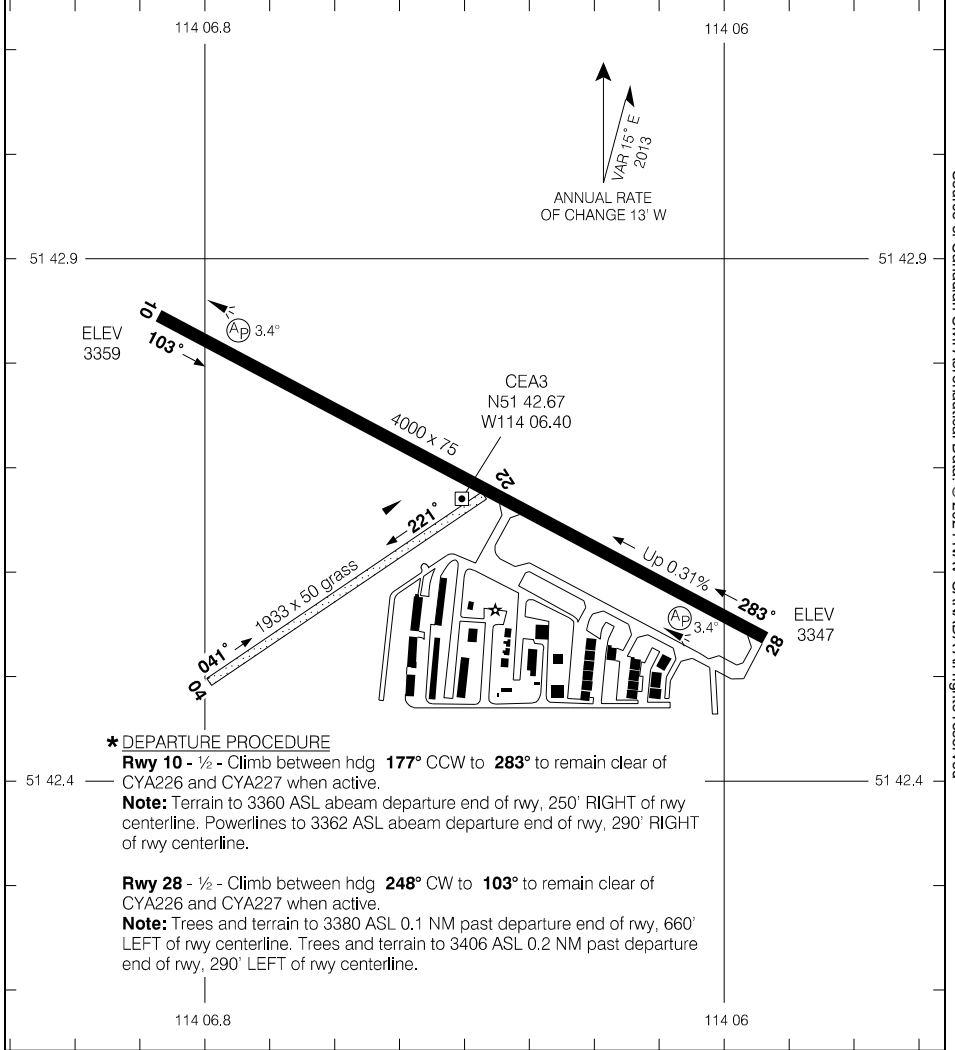 114 06.8
114 06
VAR 15° E
2013
ANNUAL RATE
OF CHANGE 13' W
51 42.9
51 42.9
10
ELEV
3359
103°
AP 3.4°
CEA3
N51 42.67
W114 06.40
4000 x 75
22
221°
Up 0.31%
283°
ELEV
3347
28
AP 3.4°
1933 x 50 grass
041°
04
* DEPARTURE PROCEDURE
Rwy 10 - ½ - Climb between hdg 177° CCW to 283° to remain clear of
CYA226 and CYA227 when active.
Note: Terrain to 3360 ASL abeam departure end of rwy, 250' RIGHT of rwy
centerline. Powerlines to 3362 ASL abeam departure end of rwy, 290' RIGHT
of rwy centerline.
Rwy 28 - ½ - Climb between hdg 248° CW to 103° to remain clear of
CYA226 and CYA227 when active.
Note: Trees and terrain to 3380 ASL 0.1 NM past departure end of rwy, 660'
LEFT of rwy centerline. Trees and terrain to 3406 ASL 0.2 NM past departure
end of rwy, 290' LEFT of rwy centerline.
51 42.4
51 42.4
114 06.8
114 06